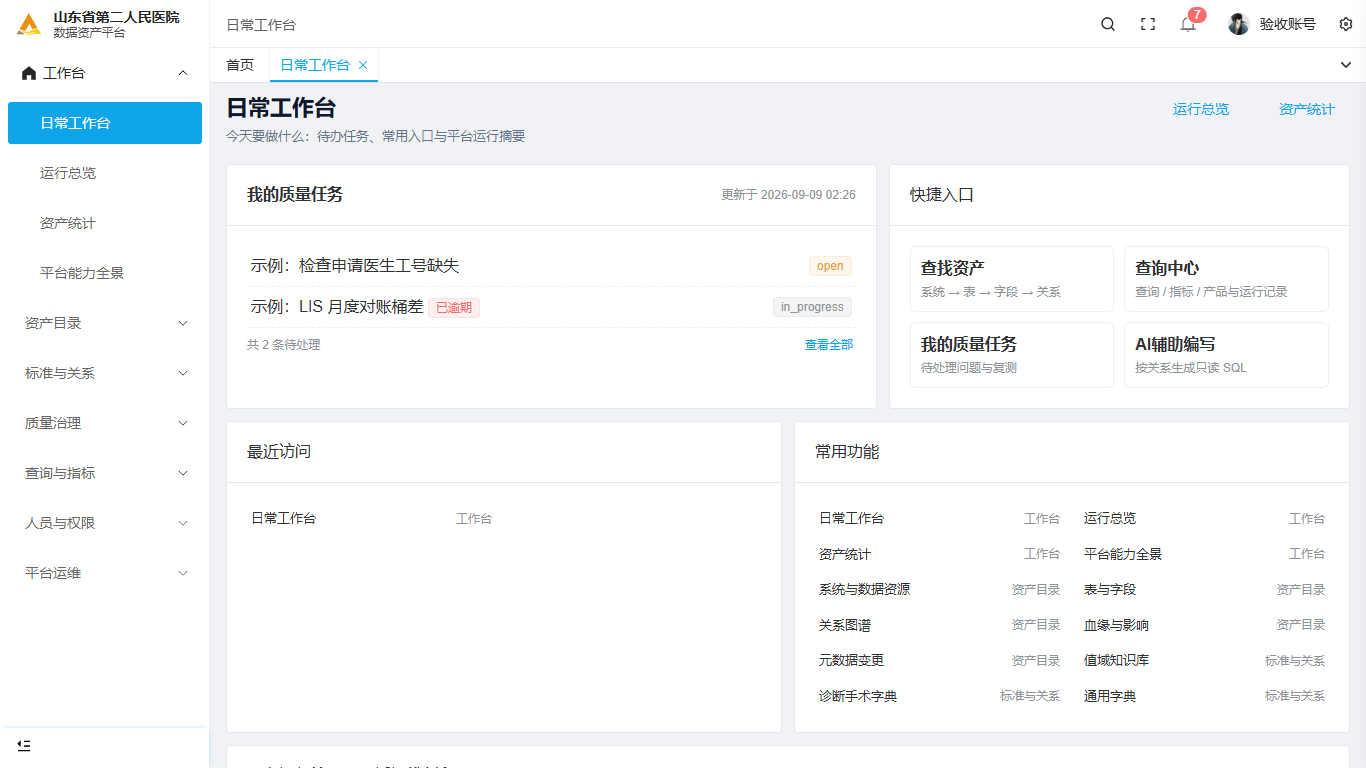 山东省第二人民医院
数据资产平台
日常工作台
7
验收账号
工作台
首页
日常工作台
日常工作台
运行总览
资产统计
平台能力全景
资产目录
标准与关系
质量治理
查询与指标
人员与权限
平台运维
日常工作台
今天要做什么：待办任务、常用入口与平台运行摘要
运行总览
资产统计
我的质量任务
更新于 2026-09-09 02:26
示例：检查申请医生工号缺失
open
示例：LIS 月度对账桶差
已逾期
in_progress
共 2 条待处理
查看全部
快捷入口
查找资产
系统 → 表 → 字段 → 关系
查询中心
查询 / 指标 / 产品与运行记录
我的质量任务
待处理问题与复测
AI辅助编写
按关系生成只读 SQL
最近访问
日常工作台 工作台
常用功能
日常工作台 工作台 运行总览 工作台
资产统计 工作台 平台能力全景 工作台
系统与数据资源 资产目录 表与字段 资产目录
关系图谱 资产目录 血缘与影响 资产目录
元数据变更 资产目录 值域知识库 标准与关系
诊断手术字典 标准与关系 通用字典 标准与关系